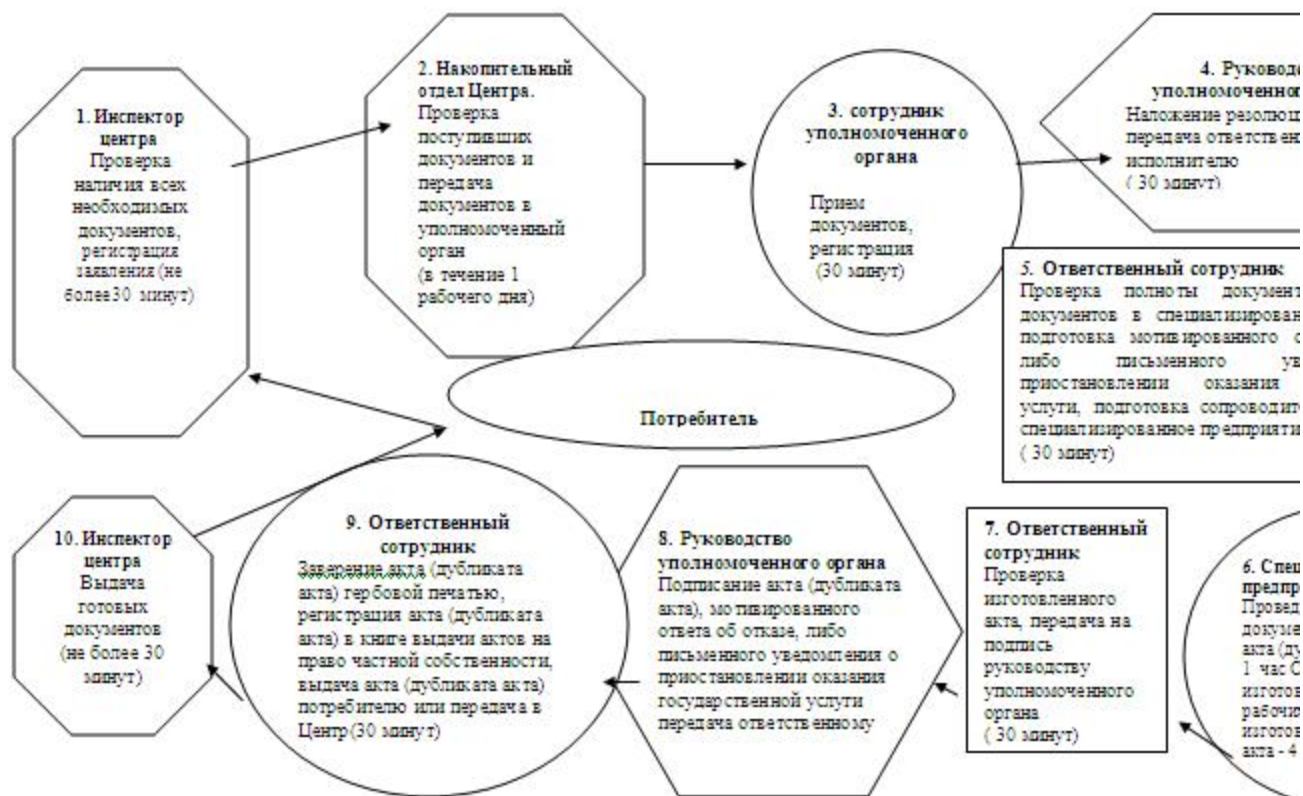 1. Инспектор
центра
Проверка
наличия всех
необходимых
документов,
регистрация
заявления (не
более30 минут)
2. Накопительный
отдел Центра.
Проверка
поступивших
документов и
передача
документов в
уполномоченный
орган
(в течение 1
рабочего дня)
3. сотрудник
уполномоченного
органа
Прием
документов,
регистрация
(30 минут)
4. Руковод
уполномоченног
Наложение резолюц
передача ответствен
исполнителю
( 30 минут)
5. Ответственный сотрудник
Проверка полноты документ
документов в специализирован
подготовка мотивированного
либо письменного ув
приостановлении оказания
услуги, подготовка сопроводит
специализированное предприяти
( 30 минут)
Потребитель
10. Инспектор
центра
Выдача
готовых
документов
(не более 30
минут)
9. Ответственный
сотрудник
Заверение акта (дубликата
акта) гербовой печатью,
регистрация акта (дубликата
акта) в книге выдачи актов на
право частной собственности,
выдача акта (дубликата акта)
потребителю или передача в
Центр(30 минут)
8. Руководство
уполномоченного органа
Подписание акта (дубликата
акта), мотивированного
ответа об отказе, либо
письменного уведомления о
приостановлении оказания
государственной услуги
передача ответственному
7. Ответственный
сотрудник
Проверка
изготовленного
акта, передача на
подпись
руководству
уполномоченного
органа
( 30 минут)
6. Спец
предпр
Провед
докуме
акта (ду
1 час
изготов
рабочи
изготов
акта - 4